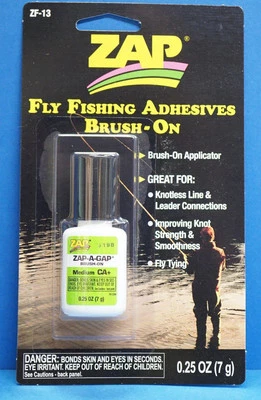 ZF-13
ZAP
FLY FISHING ADHESIVES
BRUSH-ON
Brush-On Applicator
GREAT FOR:
Knotless Line &
Leader Connections
Improving Knot
Strength &
Smoothness
Fly Tying
ZAP
ZAP-A-GAP
BRUSH-ON
Medium CA+
0.25 OZ (7 g)
DANGER: BONDS SKIN AND EYES IN SECONDS.
EYE IRRITANT. KEEP OUT OF REACH OF CHILDREN.
See Cautions - back panel.
0.25 OZ (7 g)